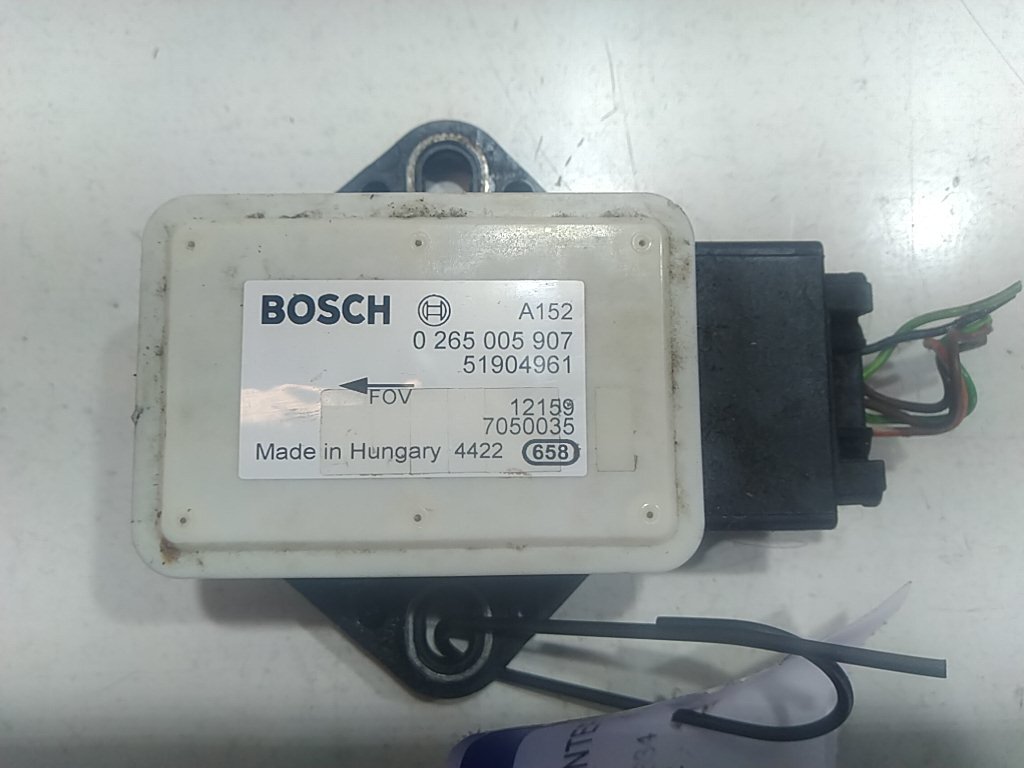 BOSCH A152
0 265 005 907
51904961
FOV
12159
7050035
Made in Hungary 4422 658